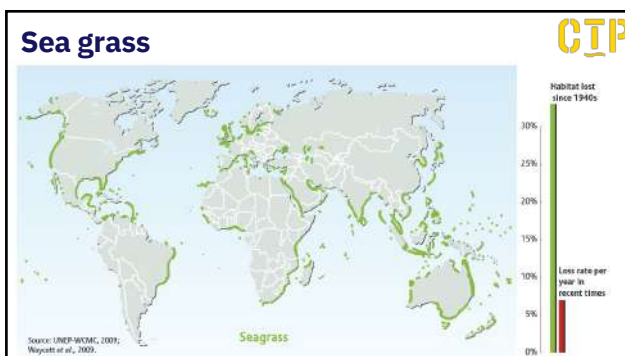 Sea grass
CTP
Habitat lost
since 1940s
30%
25%
20%
15%
10%
5%
0%
Loss rate per
year in
recent times
Seagrass
Source: UNEP-WCMC, 2009;
Waycott et al., 2009.